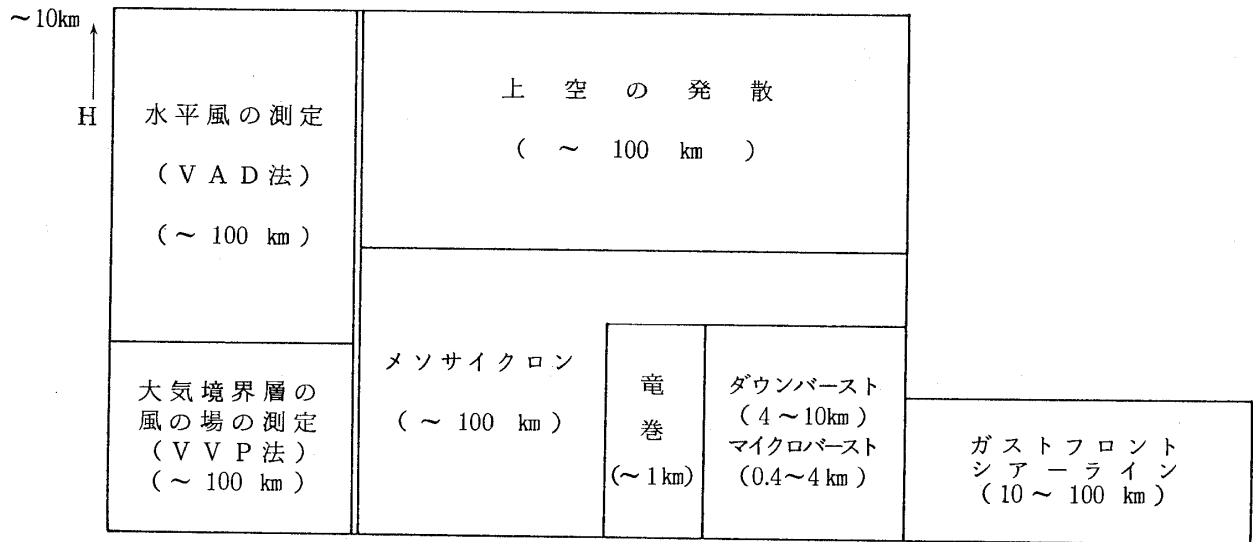 ～10km
H
水平風の測定
（ＶＡＤ法）
（～ 100 ㎞）
大気境界層の
風の場の測定
（ＶＶＰ法）
（～ 100 ㎞）
上空の発散
（ ～ 100 ㎞ ）
メソサイクロン
（～ 100 ㎞）
竜
巻
(～1㎞)
ダウンバースト
（4～10㎞）
マイクロバースト
（0.4～4㎞）
ガストフロント
シアーライン
（10～ 100 ㎞）